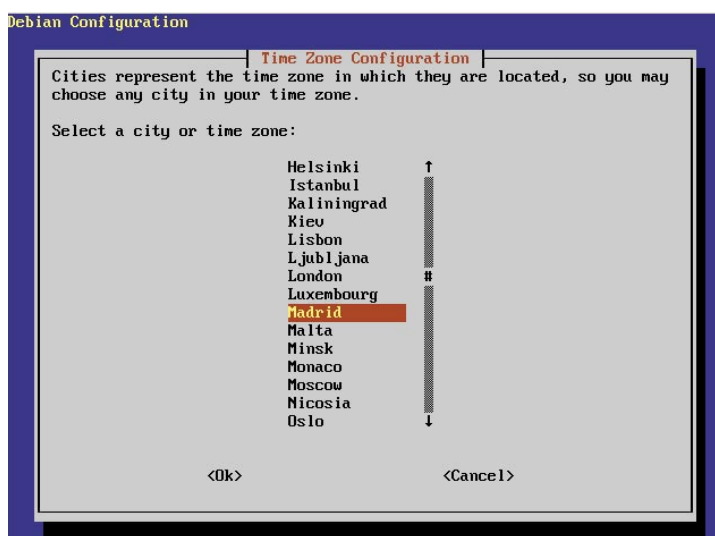 Debian Configuration
Time Zone Configuration
Cities represent the time zone in which they are located, so you may
choose any city in your time zone.
Select a city or time zone:
Helsinki ↑
Istanbul
Kaliningrad
Kiev
Lisbon
Ljubljana
London #
Luxembourg
Madrid
Malta
Minsk
Monaco
Moscow
Nicosia
Oslo ↓
<Ok> <Cancel>